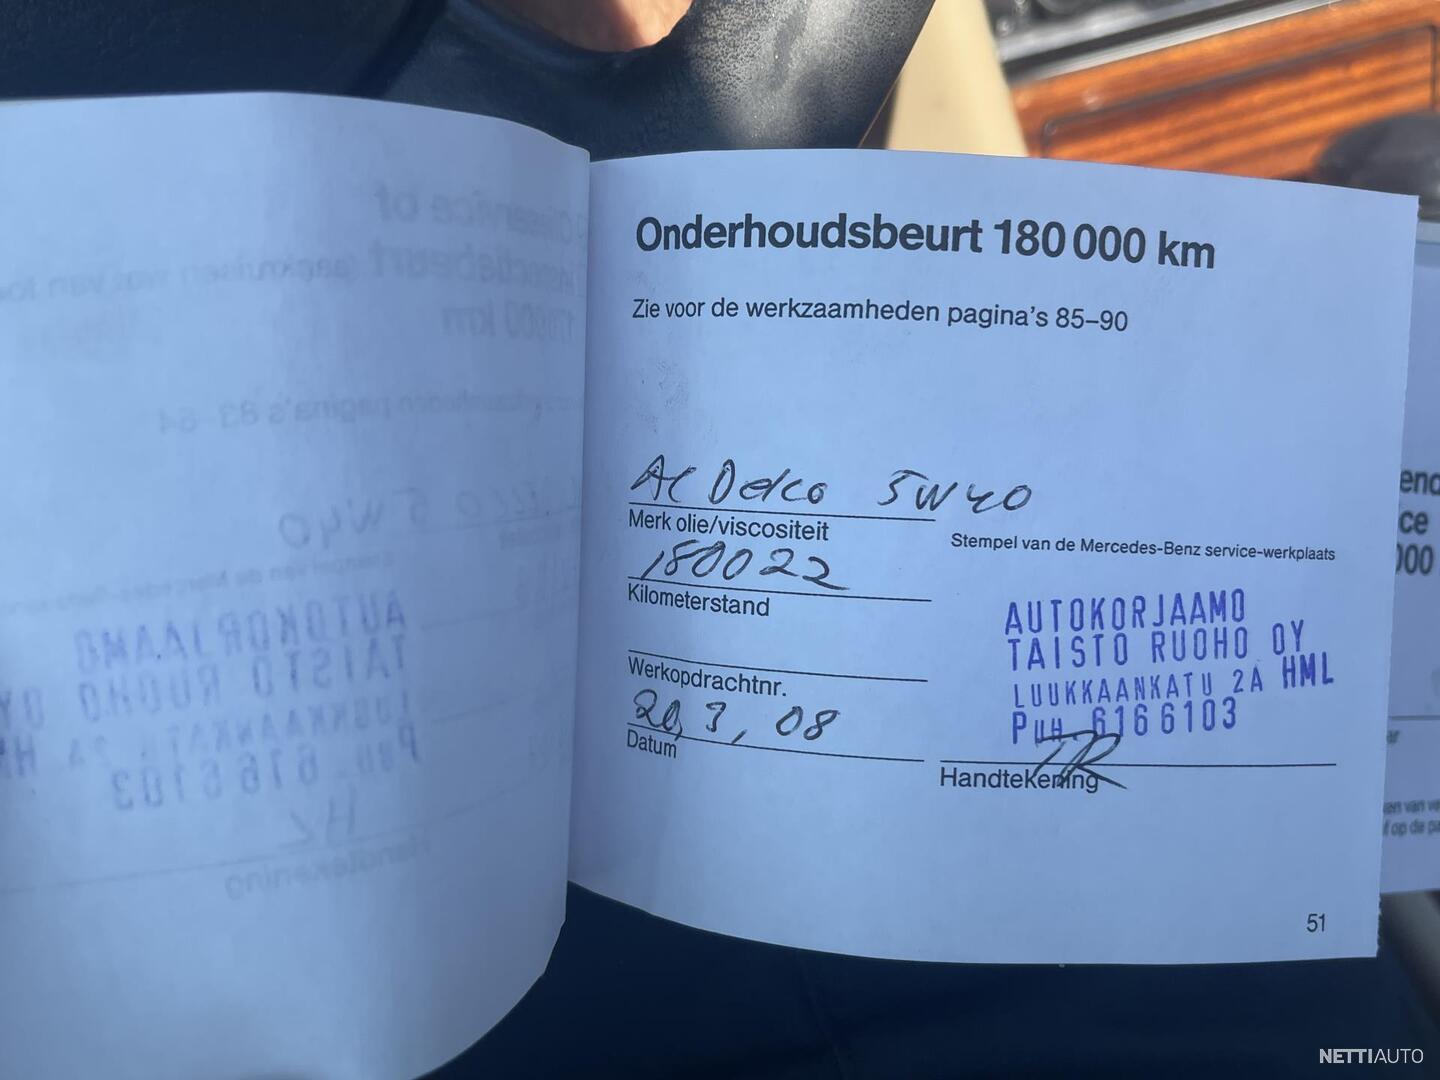 Onderhoudsbeurt 180 000 km
Zie voor de werkzaamheden pagina's 85–90
AC Delco 5W40
Merk olie/viscositeit
180022
Kilometerstand
Werkopdrachtnr.
20, 3, 08
Datum
Stempel van de Mercedes-Benz service-werkplaats
AUTOKORJAAMO
TAISTO RUOHO OY
LUUKKAANKATU 2A HML
PUH 6166103
TR
Handtekening
51
NETTIAUTO